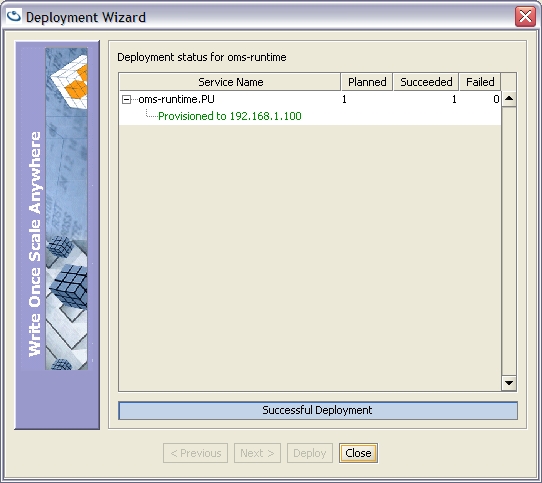 Deployment Wizard
Write Once Scale Anywhere
Deployment status for oms-runtime
Service Name Planned Succeeded Failed
oms-runtime.PU 1 1 0
Provisioned to 192.168.1.100
Successful Deployment
< Previous Next > Deploy Close